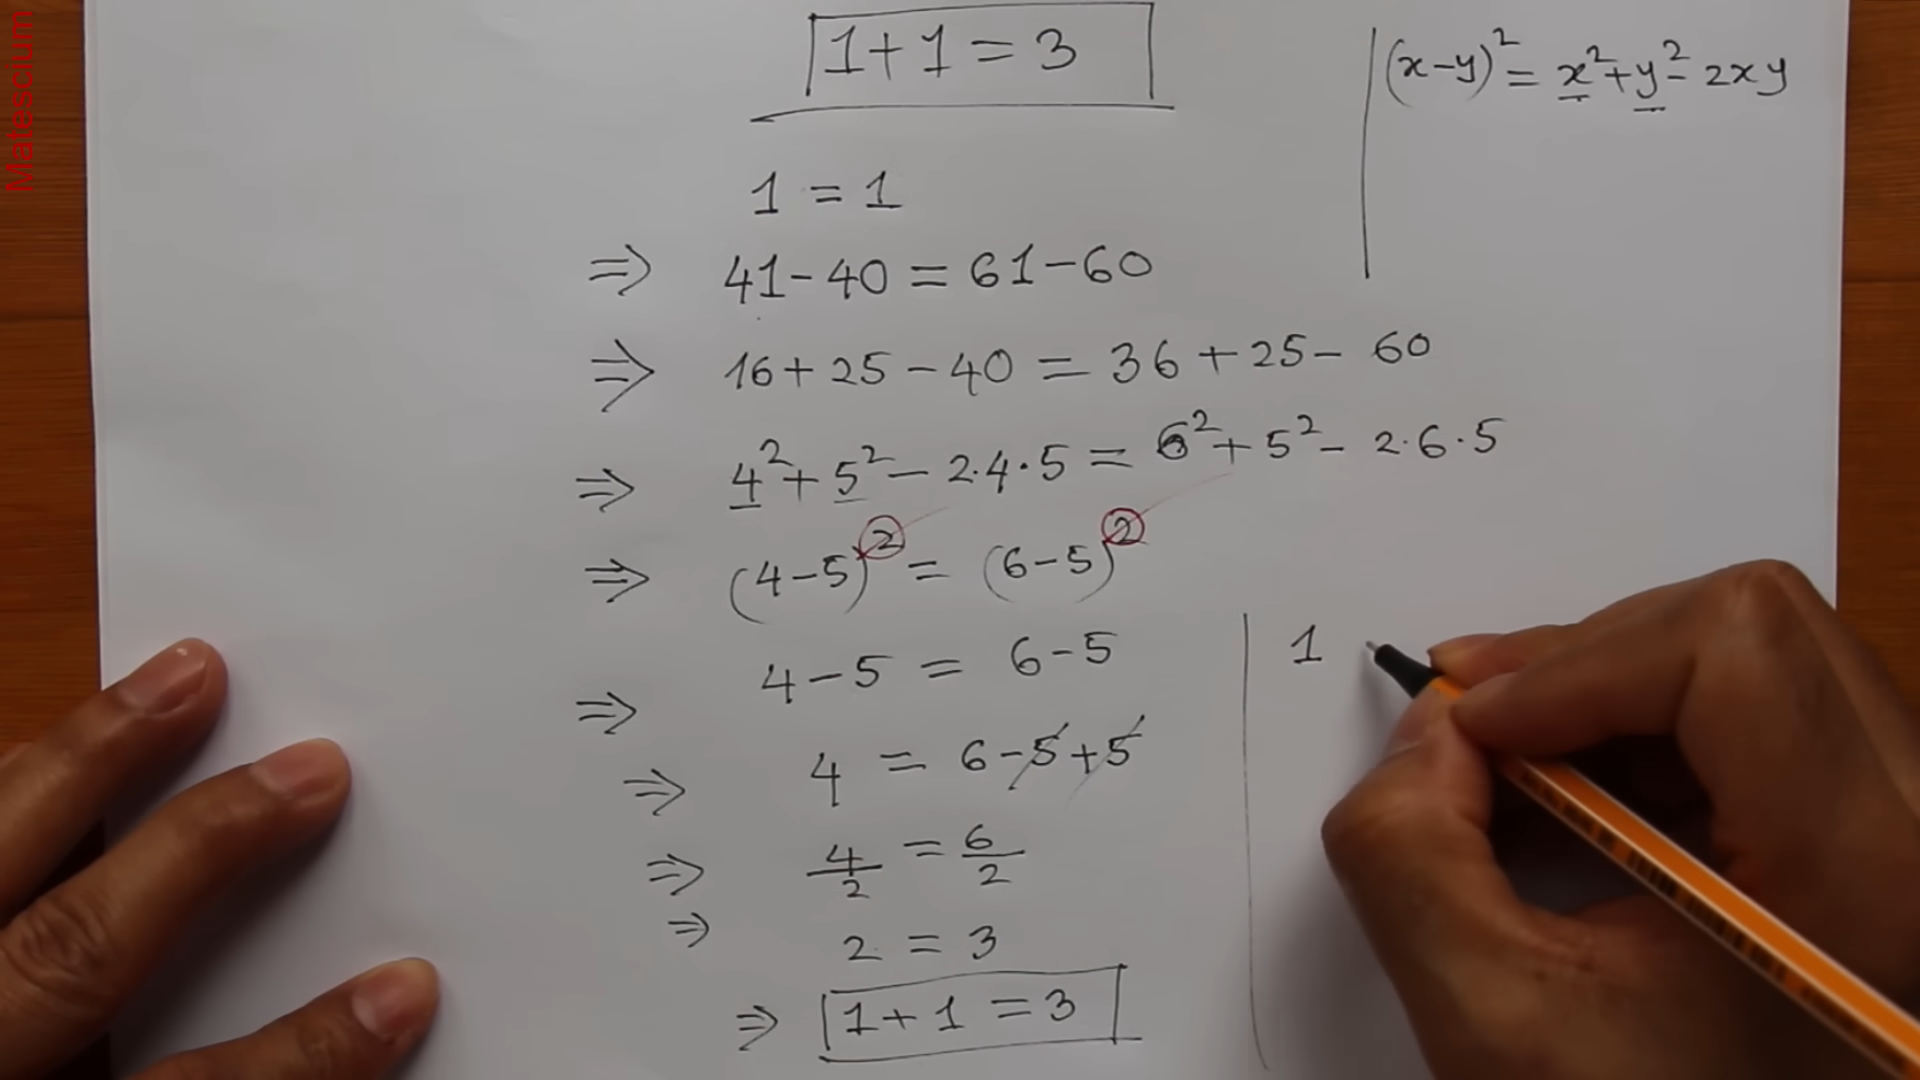 Matescium
1+1 = 3
(x-y)² = x²+y²- 2xy
1 = 1
⇒ 41-40 = 61-60
⇒ 16+25-40 = 36+25-60
⇒ 4²+5²-2·4·5 = 6²+5²-2·6·5
⇒ (4-5)² = (6-5)²
⇒ 4-5 = 6-5
1
⇒ 4 = 6-5+5
⇒ 4/2 = 6/2
⇒ 2 = 3
⇒ 1+1 = 3